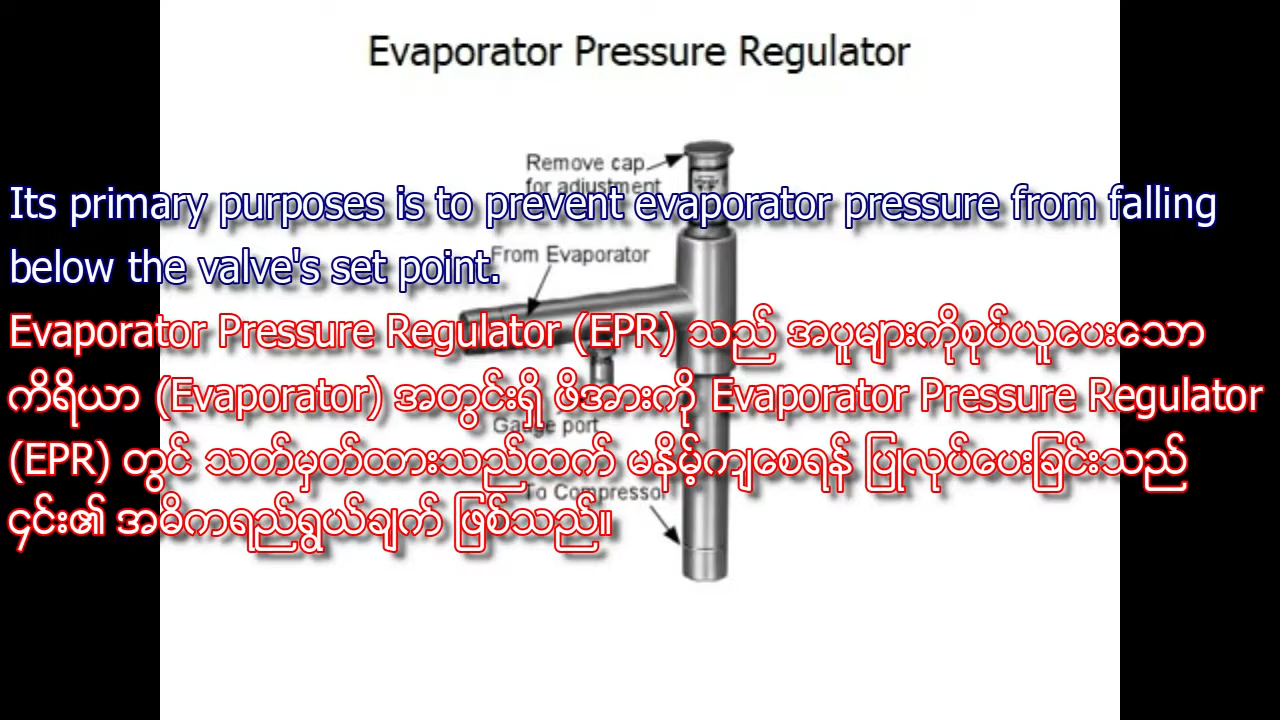 Evaporator Pressure Regulator
Remove cap
for adjustment
Its primary purposes is to prevent evaporator pressure from falling
From Evaporator
below the valve's set point.
Evaporator Pressure Regulator (EPR) သည် အပူများကိုစုပ်ယူပေးသော
ကိရိယာ (Evaporator) အတွင်းရှိ ဖိအားကို Evaporator Pressure Regulator
Gauge port
(EPR) တွင် သတ်မှတ်ထားသည်ထက် မနိမ့်ကျစေရန် ပြုလုပ်ပေးခြင်းသည်
To Compressor
၄င်း၏ အဓိကရည်ရွယ်ချက် ဖြစ်သည်။